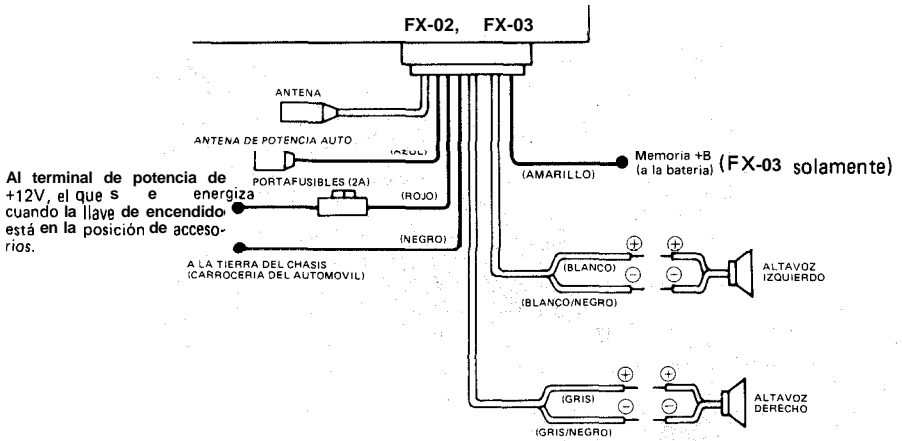 FX-02, FX-03
ANTENA
ANTENA DE POTENCIA AUTO
(AZUL)
Al terminal de potencia de
+12V, el que s e energiza
cuando la llave de encendido
está en la posición de acceso-
rios.
PORTAFUSIBLES (2A)
(ROJO)
(NEGRO)
A LA TIERRA DEL CHASIS
(CARROCERIA DEL AUTOMOVIL)
(AMARILLO)
Memoria +B
(a la bateria) (FX-03 solamente)
⊕ ⊕
(BLANCO)
⊖ ⊖
(BLANCO/NEGRO)
ALTAVOZ
IZQUIERDO
⊕ ⊕
(GRIS)
⊖ ⊖
(GRIS/NEGRO)
ALTAVOZ
DERECHO